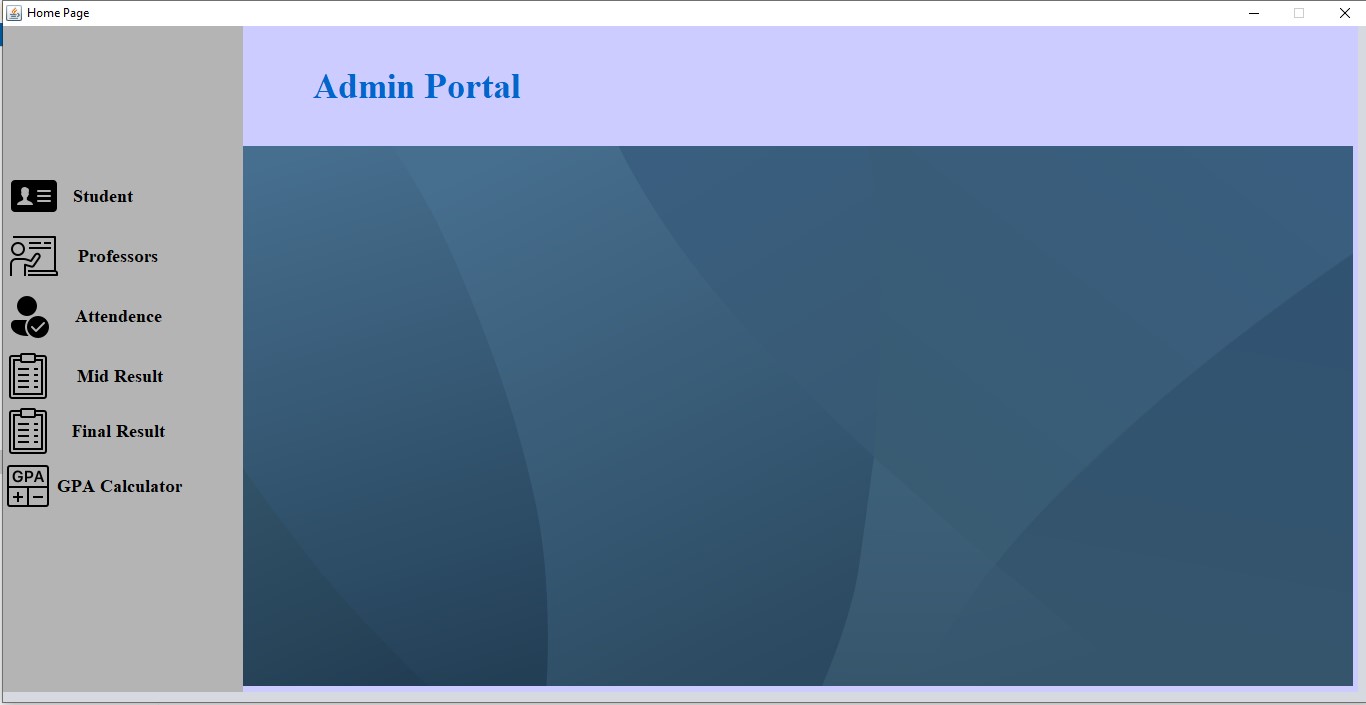 Home Page
Admin Portal
Student
Professors
Attendence
Mid Result
Final Result
GPA
GPA Calculator